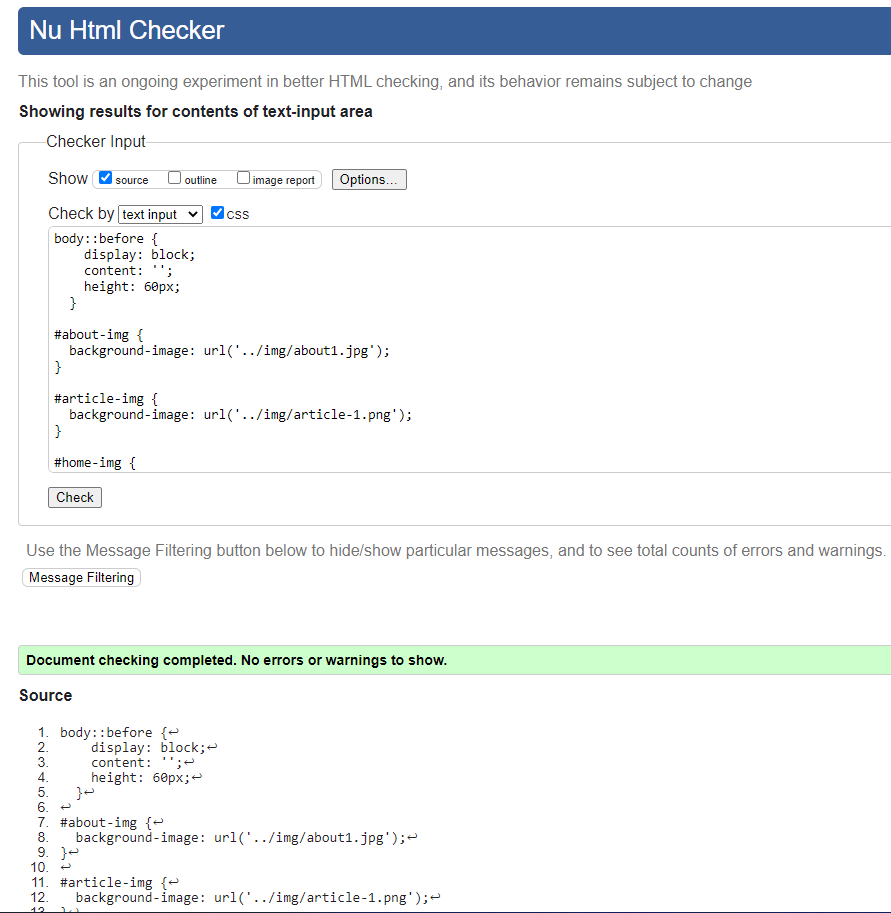 Nu Html Checker
This tool is an ongoing experiment in better HTML checking, and its behavior remains subject to change
Showing results for contents of text-input area
Checker Input
Show source outline image report Options...
Check by text input css
body::before {
    display: block;
    content: '';
    height: 60px;
  }
#about-img {
  background-image: url('../img/about1.jpg');
}
#article-img {
  background-image: url('../img/article-1.png');
}
#home-img {
Check
Use the Message Filtering button below to hide/show particular messages, and to see total counts of errors and warnings.
Message Filtering
Document checking completed. No errors or warnings to show.
Source
1. body::before {↩
2.     display: block;↩
3.     content: '';↩
4.     height: 60px;↩
5.   }↩
6. ↩
7. #about-img {↩
8.   background-image: url('../img/about1.jpg');↩
9. }↩
10. ↩
11. #article-img {↩
12.   background-image: url('../img/article-1.png');↩
13. }↩